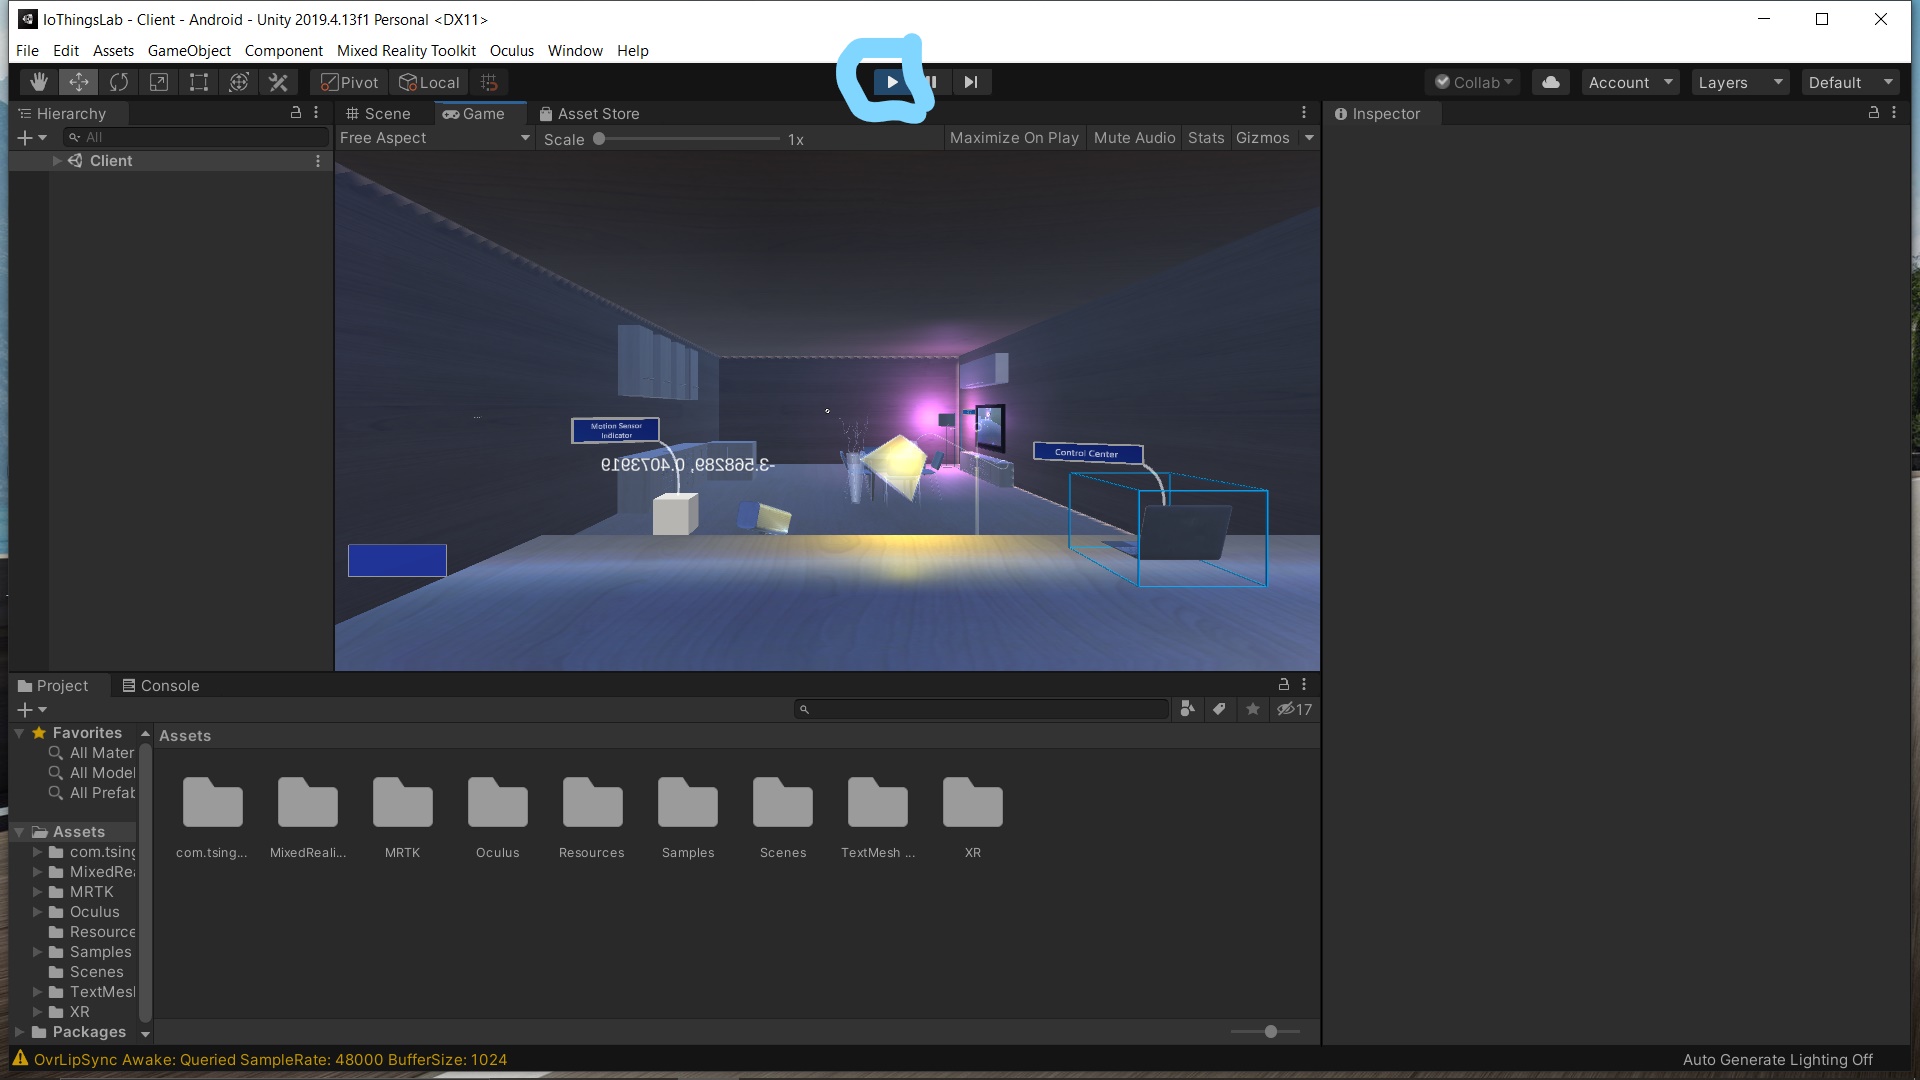 IoThingsLab - Client - Android - Unity 2019.4.13f1 Personal <DX11>
File Edit Assets GameObject Component Mixed Reality Toolkit Oculus Window Help
Pivot Local Collab Account Layers Default
Hierarchy
All
Client
Scene Game Asset Store
Free Aspect Scale 1x Maximize On Play Mute Audio Stats Gizmos
Motion Sensor
Indicator
-3.568289, 0.4073919
Control Center
Inspector
Project Console
17
Favorites
All Mater
All Model
All Prefab
Assets
com.tsing
MixedRea
MRTK
Oculus
Resource
Samples
Scenes
TextMesh
XR
Packages
Assets
com.tsing... MixedReali... MRTK Oculus Resources Samples Scenes TextMesh ... XR
OvrLipSync Awake: Queried SampleRate: 48000 BufferSize: 1024
Auto Generate Lighting Off